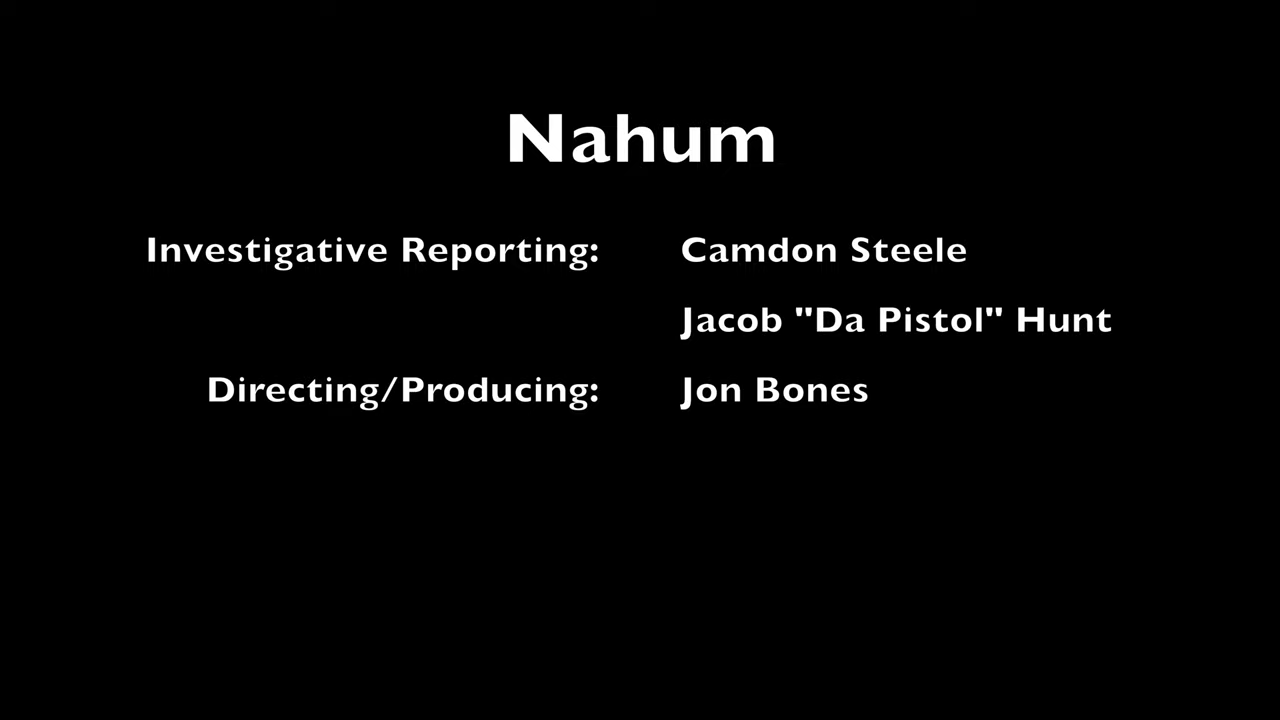 Nahum
Investigative Reporting: Camdon Steele
Jacob "Da Pistol" Hunt
Directing/Producing: Jon Bones